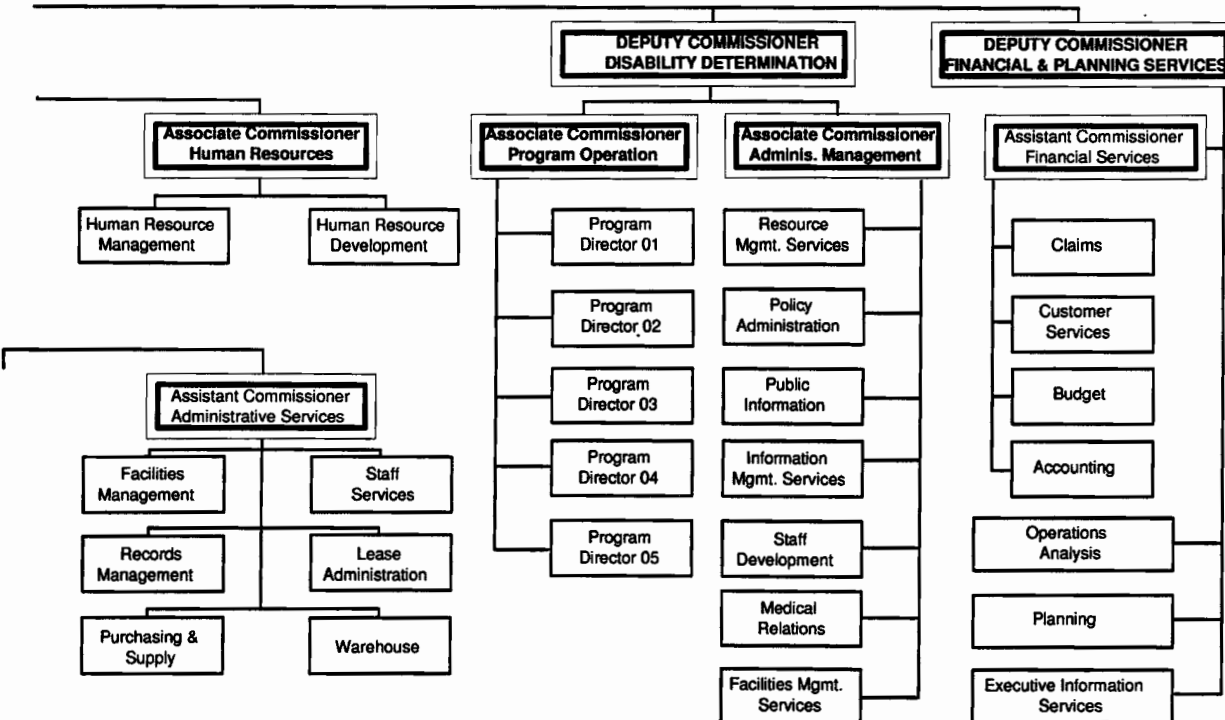 DEPUTY COMMISSIONER
DISABILITY DETERMINATION
DEPUTY COMMISSIONER
FINANCIAL & PLANNING SERVICES
Associate Commissioner
Human Resources
Associate Commissioner
Program Operation
Associate Commissioner
Adminis. Management
Assistant Commissioner
Financial Services
Human Resource
Management
Human Resource
Development
Program
Director 01
Program
Director 02
Program
Director 03
Program
Director 04
Program
Director 05
Resource
Mgmt. Services
Policy
Administration
Public
Information
Information
Mgmt. Services
Staff
Development
Medical
Relations
Facilities Mgmt.
Services
Claims
Customer
Services
Budget
Accounting
Operations
Analysis
Planning
Executive Information
Services
Assistant Commissioner
Administrative Services
Facilities
Management
Staff
Services
Records
Management
Lease
Administration
Purchasing &
Supply
Warehouse